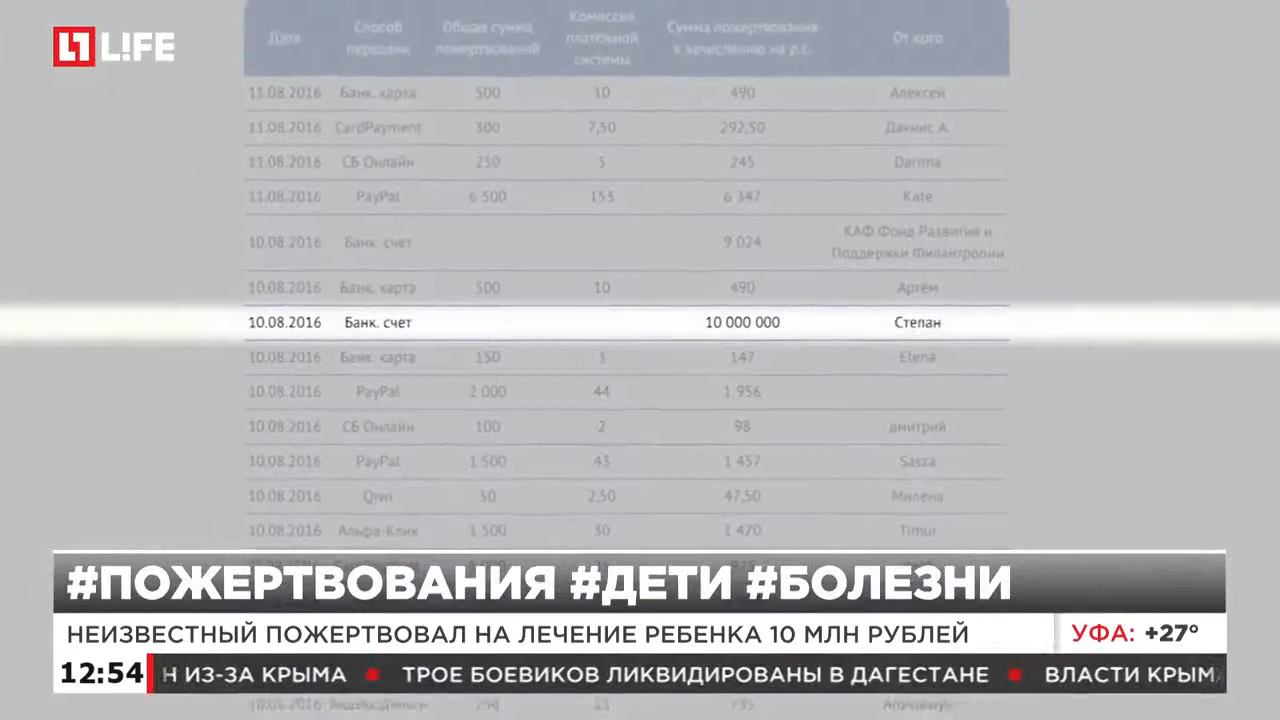 L!FE
Дата Способ передачи Общая сумма пожертвований Комиссия платежной системы Сумма пожертвования к зачислению на р.с. От кого
11.08.2016 Банк. карта 500 10 490 Алексей
11.08.2016 CardPayment 300 7,50 292,50 А.
11.08.2016 СБ Онлайн 250 5 245 Darima
11.08.2016 PayPal 6 500 153 6 347 Kate
10.08.2016 Банк. счет 9 024 КАФ Фонд Развития и Поддержки Филантропии
10.08.2016 Банк. карта 500 10 490 Артём
10.08.2016 Банк. счет 10 000 000 Степан
10.08.2016 Банк. карта 150 3 147 Elena
10.08.2016 PayPal 2 000 44 1 956
10.08.2016 СБ Онлайн 100 2 98 дмитрий
10.08.2016 PayPal 1 500 43 1 457 Sasza
10.08.2016 Qiwi 50 2,50 47,50 Милена
10.08.2016 Альфа-Клик 1 500 30 1 470 Timur
#ПОЖЕРТВОВАНИЯ #ДЕТИ #БОЛЕЗНИ
НЕИЗВЕСТНЫЙ ПОЖЕРТВОВАЛ НА ЛЕЧЕНИЕ РЕБЕНКА 10 МЛН РУБЛЕЙ УФА: +27°
12:54 Н ИЗ-ЗА КРЫМА ТРОЕ БОЕВИКОВ ЛИКВИДИРОВАНЫ В ДАГЕСТАНЕ ВЛАСТИ КРЫМ